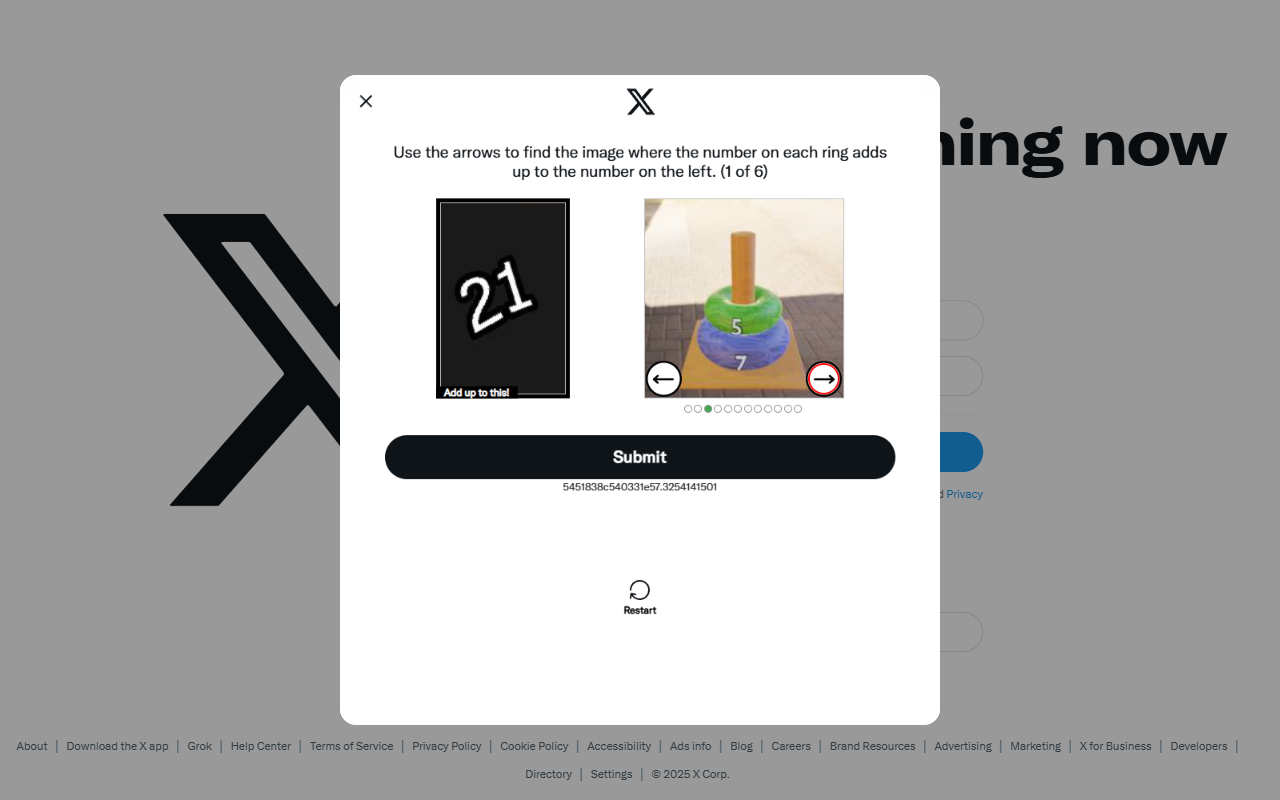 ning now
Use the arrows to find the image where the number on each ring adds
up to the number on the left. (1 of 6)
21
Add up to this!
5
7
Submit
5451838c540331e57.3254141501
d Privacy
Restart
About | Download the X app | Grok | Help Center | Terms of Service | Privacy Policy | Cookie Policy | Accessibility | Ads info | Blog | Careers | Brand Resources | Advertising | Marketing | X for Business | Developers |
Directory | Settings | © 2025 X Corp.